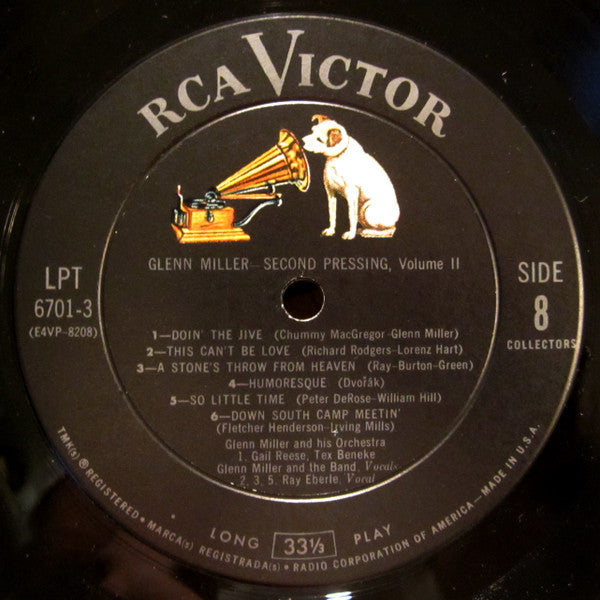 RCA VICTOR
GLENN MILLER—SECOND PRESSING, Volume II
LPT
6701-3
(E4VP-8208)
SIDE
8
COLLECTORS
1—DOIN' THE JIVE (Chummy MacGregor-Glenn Miller)
2—THIS CAN'T BE LOVE (Richard Rodgers-Lorenz Hart)
3—A STONE'S THROW FROM HEAVEN (Ray-Burton-Green)
4—HUMORESQUE (Dvořák)
5—SO LITTLE TIME (Peter DeRose-William Hill)
6—DOWN SOUTH CAMP MEETIN'
(Fletcher Henderson-Irving Mills)
Glenn Miller and his Orchestra
1. Gail Reese, Tex Beneke
Glenn Miller and the Band, Vocals
2, 3, 5. Ray Eberle, Vocal
LONG 33⅓ PLAY
TMK(s) ® REGISTERED • MARCA(s) REGISTRADA(s) • RADIO CORPORATION OF AMERICA—MADE IN U.S.A.